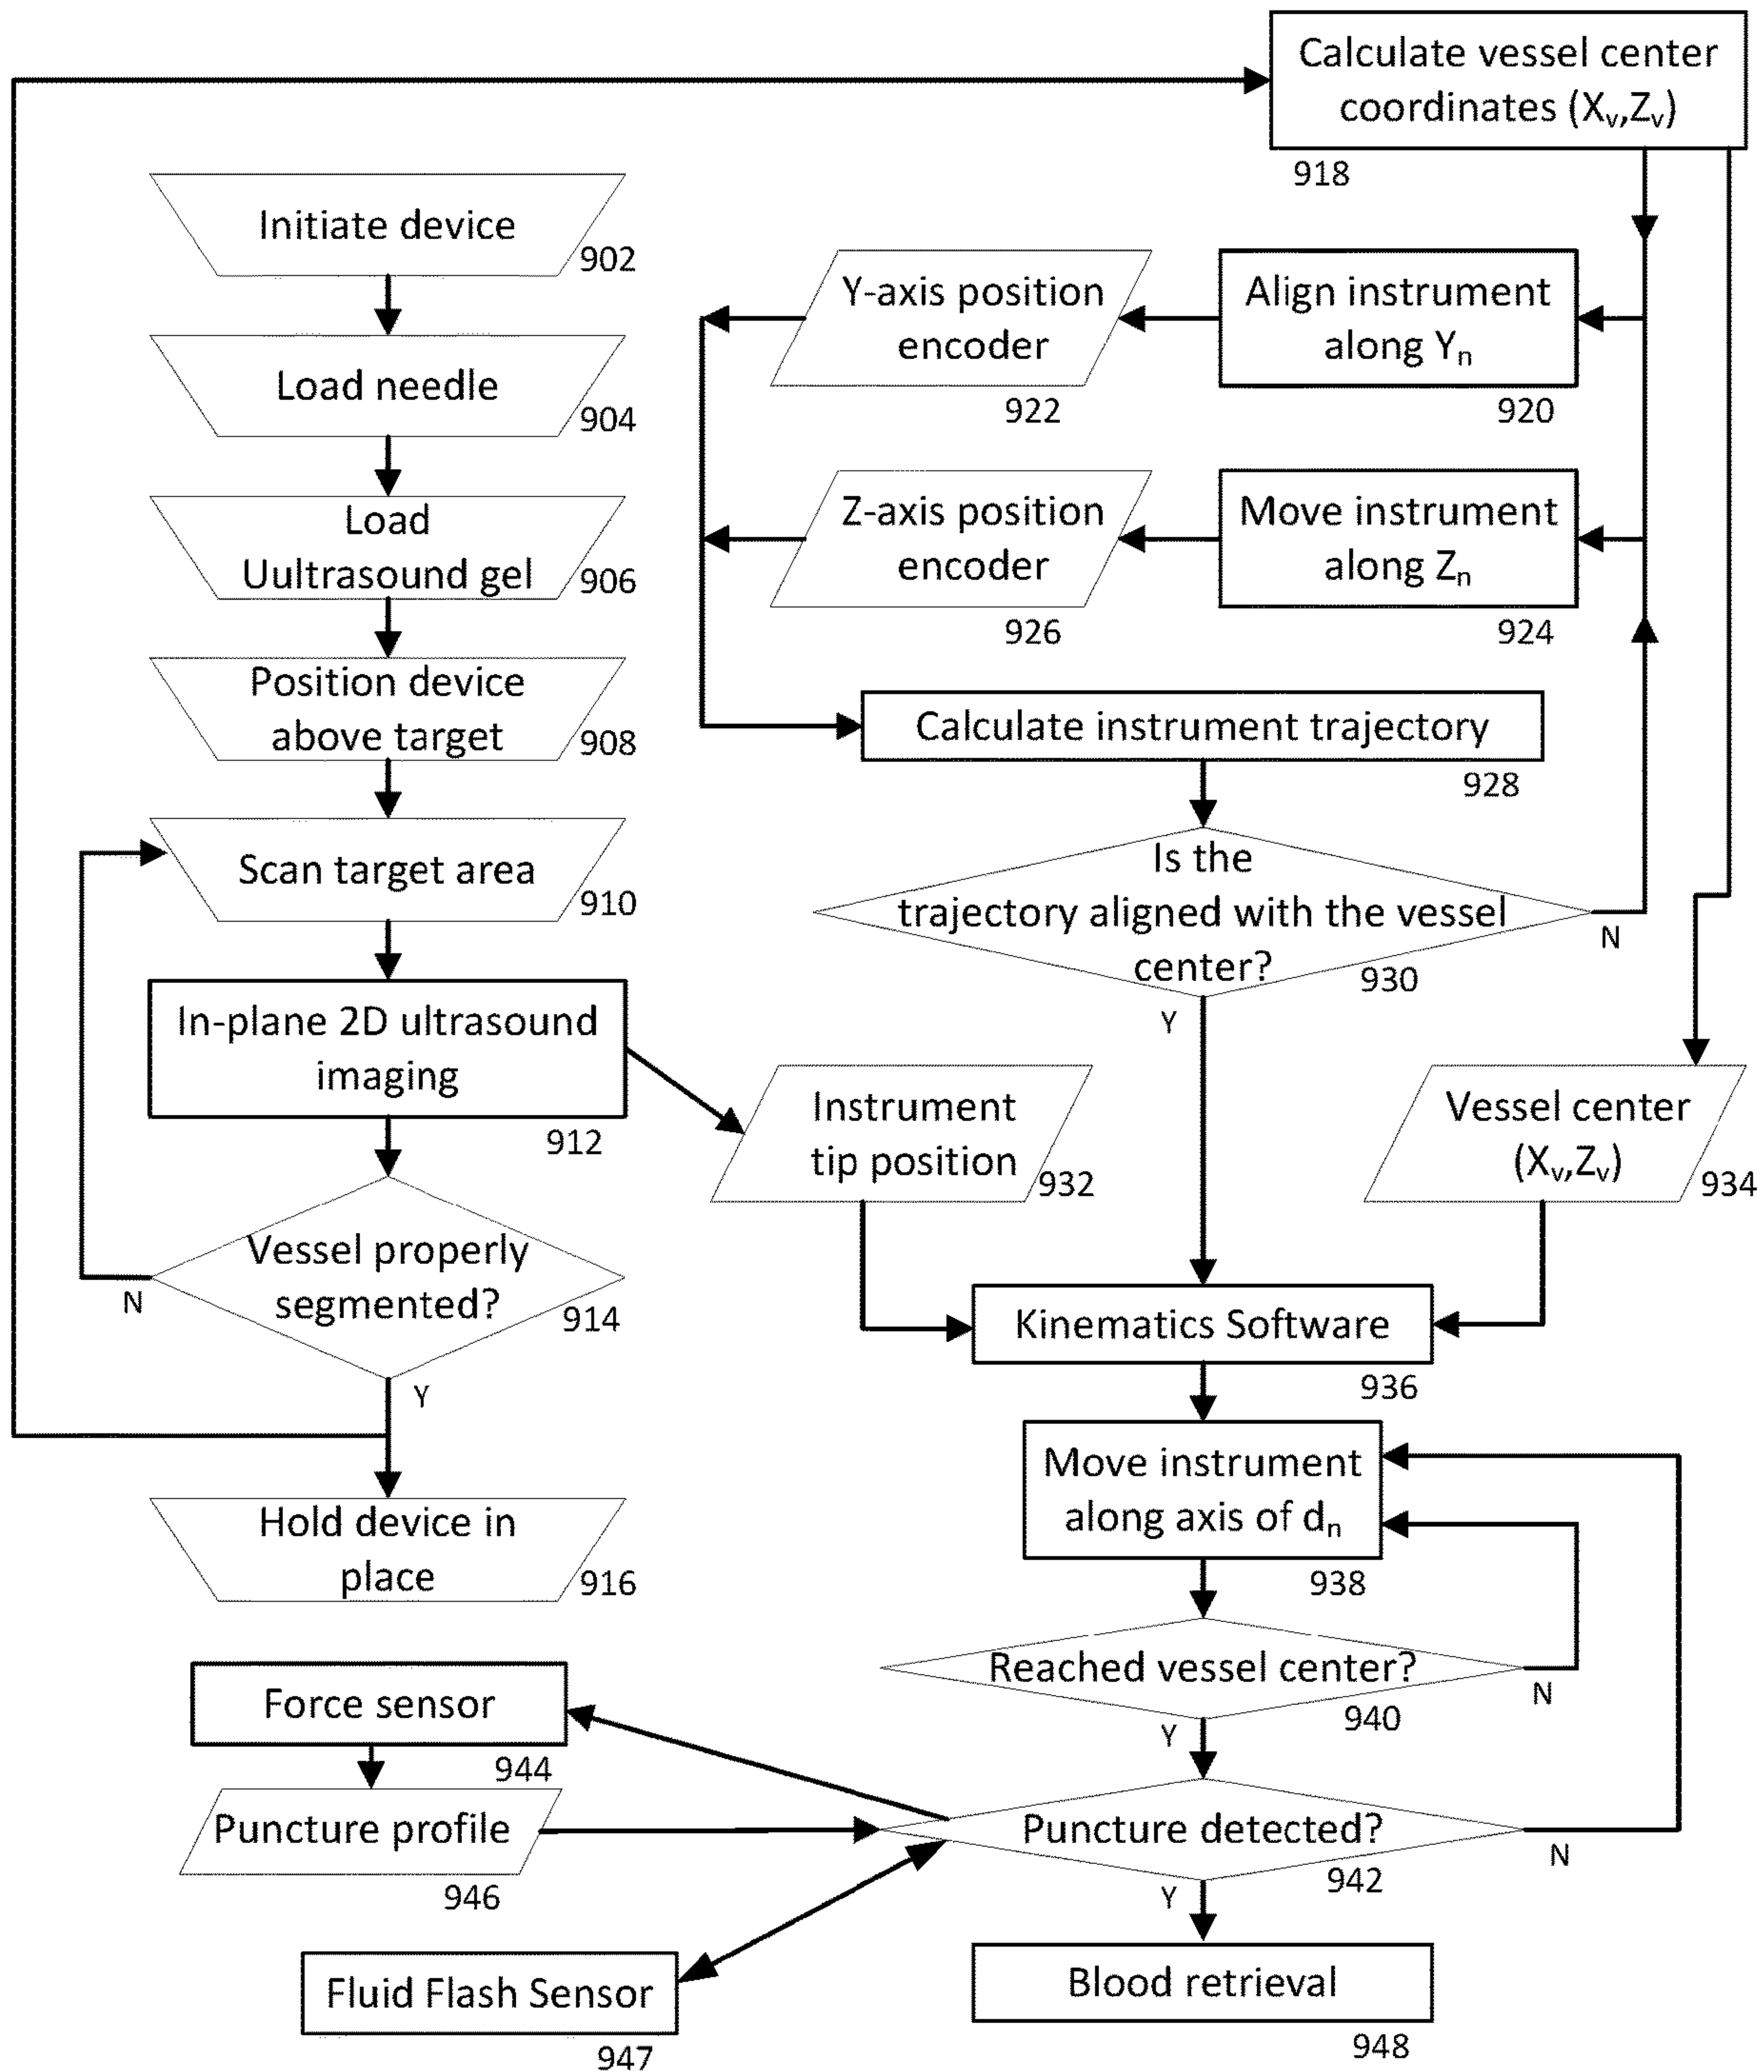 Calculate vessel center
coordinates (Xv,Zv)
918
Initiate device
902
Load needle
904
Load
Uultrasound gel
906
Position device
above target
908
Scan target area
910
In-plane 2D ultrasound
imaging
912
Vessel properly
segmented?
914
N
Y
Hold device in
place
916
Y-axis position
encoder
922
Align instrument
along Yn
920
Z-axis position
encoder
926
Move instrument
along Zn
924
Calculate instrument trajectory
928
Is the
trajectory aligned with the vessel
center?
930
N
Y
Instrument
tip position
932
Vessel center
(Xv,Zv)
934
Kinematics Software
936
Move instrument
along axis of dn
938
Reached vessel center?
940
N
Y
Force sensor
944
Puncture profile
946
Puncture detected?
942
N
Y
Fluid Flash Sensor
947
Blood retrieval
948